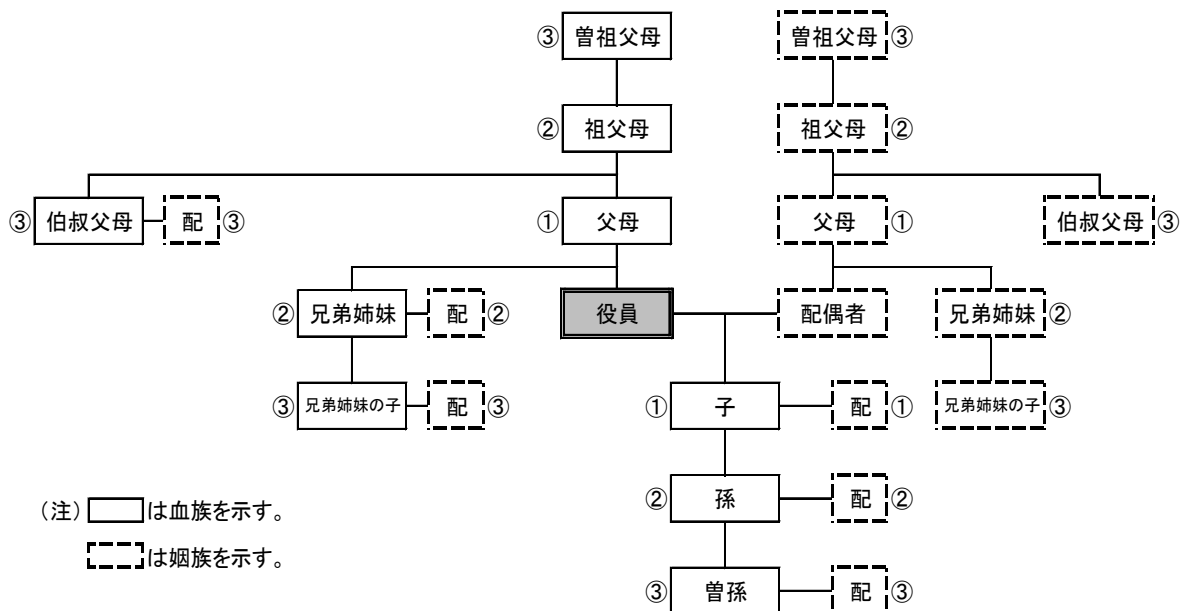 ③ 曽祖父母 曽祖父母 ③
② 祖父母 祖父母 ②
③ 伯叔父母 配 ③ ① 父母 父母 ① 伯叔父母 ③
② 兄弟姉妹 配 ② 役員 配偶者 兄弟姉妹 ②
③ 兄弟姉妹の子 配 ③ ① 子 配 ① 兄弟姉妹の子 ③
② 孫 配 ②
(注) は血族を示す。
は姻族を示す。
③ 曽孫 配 ③